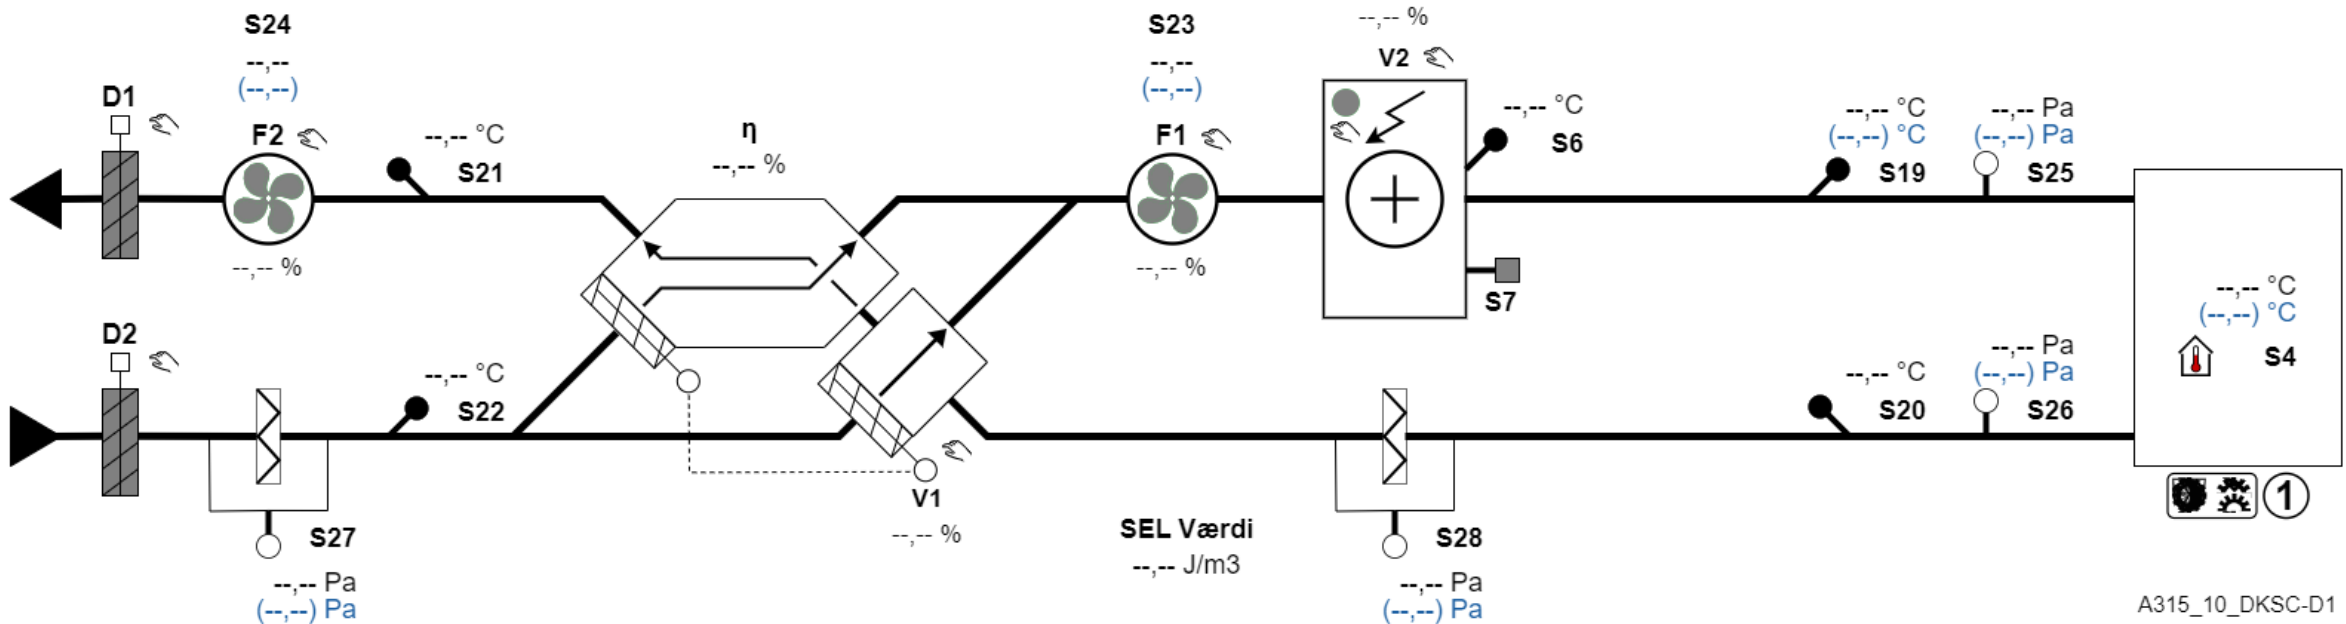 S24
--,--
(--,--)
D1
F2
--,-- %
--,-- °C
S21
η
--,-- %
S23
--,--
(--,--)
F1
--,-- %
--,-- %
V2
--,-- °C
S6
S7
--,-- °C
(--,--) °C
S19
--,-- Pa
(--,--) Pa
S25
--,-- °C
(--,--) °C
S4
D2
--,-- °C
S22
S27
--,-- Pa
(--,--) Pa
V1
--,-- %
SEL Værdi
--,-- J/m3
S28
--,-- Pa
(--,--) Pa
--,-- °C
S20
--,-- Pa
(--,--) Pa
S26
1
A315_10_DKSC-D1